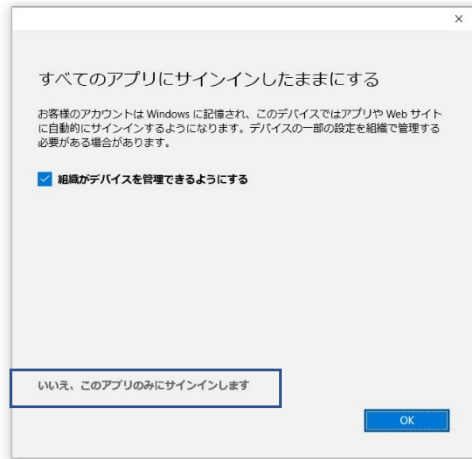 すべてのアプリにサインインしたままにする
お客様のアカウントは Windows に記憶され、このデバイスではアプリや Web サイト
に自動的にサインインするようになります。デバイスの一部の設定を組織で管理する
必要がある場合があります。
組織がデバイスを管理できるようにする
いいえ、このアプリのみにサインインします
OK